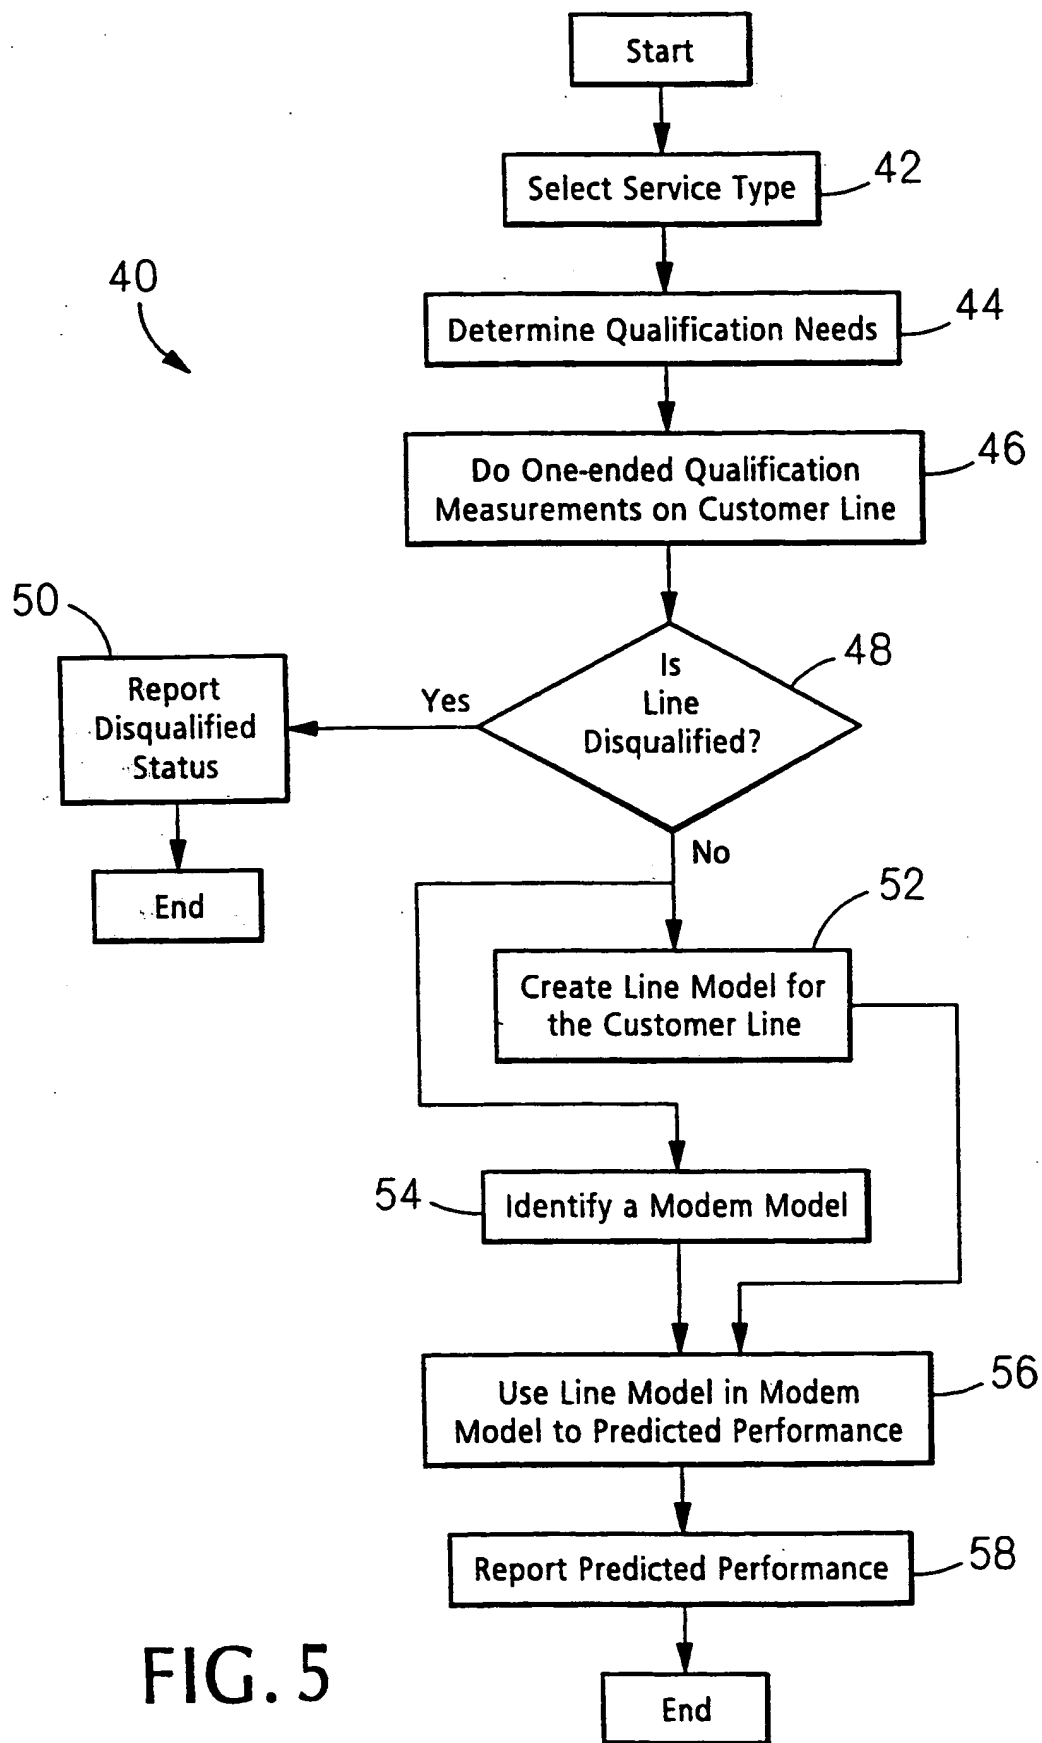 Start
Select Service Type
42
40
Determine Qualification Needs
44
Do One-ended Qualification
Measurements on Customer Line
46
50
Report
Disqualified
Status
Yes
Is
Line
Disqualified?
48
End
No
52
Create Line Model for
the Customer Line
54
Identify a Modem Model
Use Line Model in Modem
Model to Predicted Performance
56
Report Predicted Performance
58
End
FIG. 5